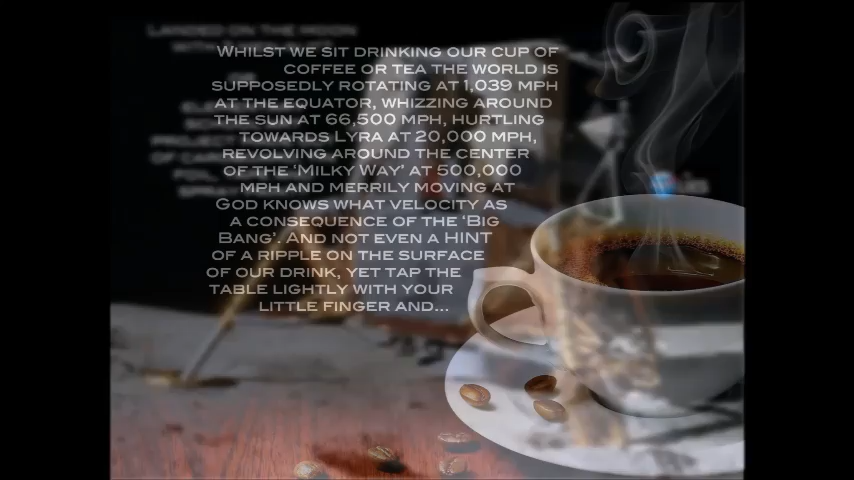 LANDED ON THE MOON
WHILST WE SIT DRINKING OUR CUP OF
COFFEE OR TEA THE WORLD IS
SUPPOSEDLY ROTATING AT 1,039 MPH
AT THE EQUATOR, WHIZZING AROUND
THE SUN AT 66,500 MPH, HURTLING
TOWARDS LYRA AT 20,000 MPH,
REVOLVING AROUND THE CENTER
OF THE ‘MILKY WAY’ AT 500,000
MPH AND MERRILY MOVING AT
GOD KNOWS WHAT VELOCITY AS
A CONSEQUENCE OF THE ‘BIG
BANG’. AND NOT EVEN A HINT
OF A RIPPLE ON THE SURFACE
OF OUR DRINK, YET TAP THE
TABLE LIGHTLY WITH YOUR
LITTLE FINGER AND...